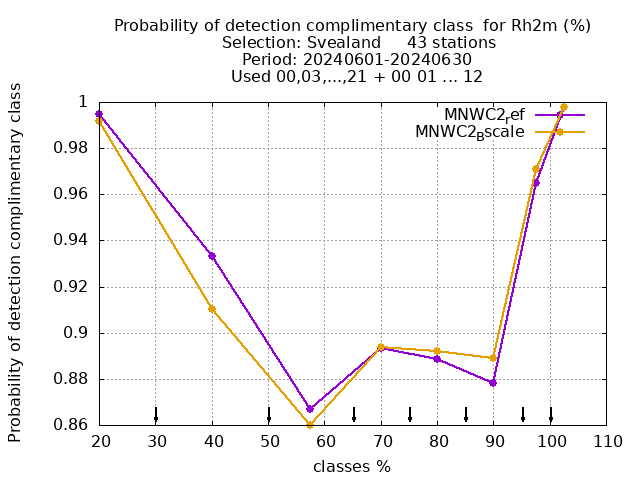 Probability of detection complimentary class  for Rh2m (%)
Selection: Svealand     43 stations
Period: 20240601-20240630
Used 00,03,...,21 + 00 01 ... 12
Probability of detection complimentary class
MNWC2ref
MNWC2Bscale
1
0.98
0.96
0.94
0.92
0.9
0.88
0.86
20 30 40 50 60 70 80 90 100 110
classes %